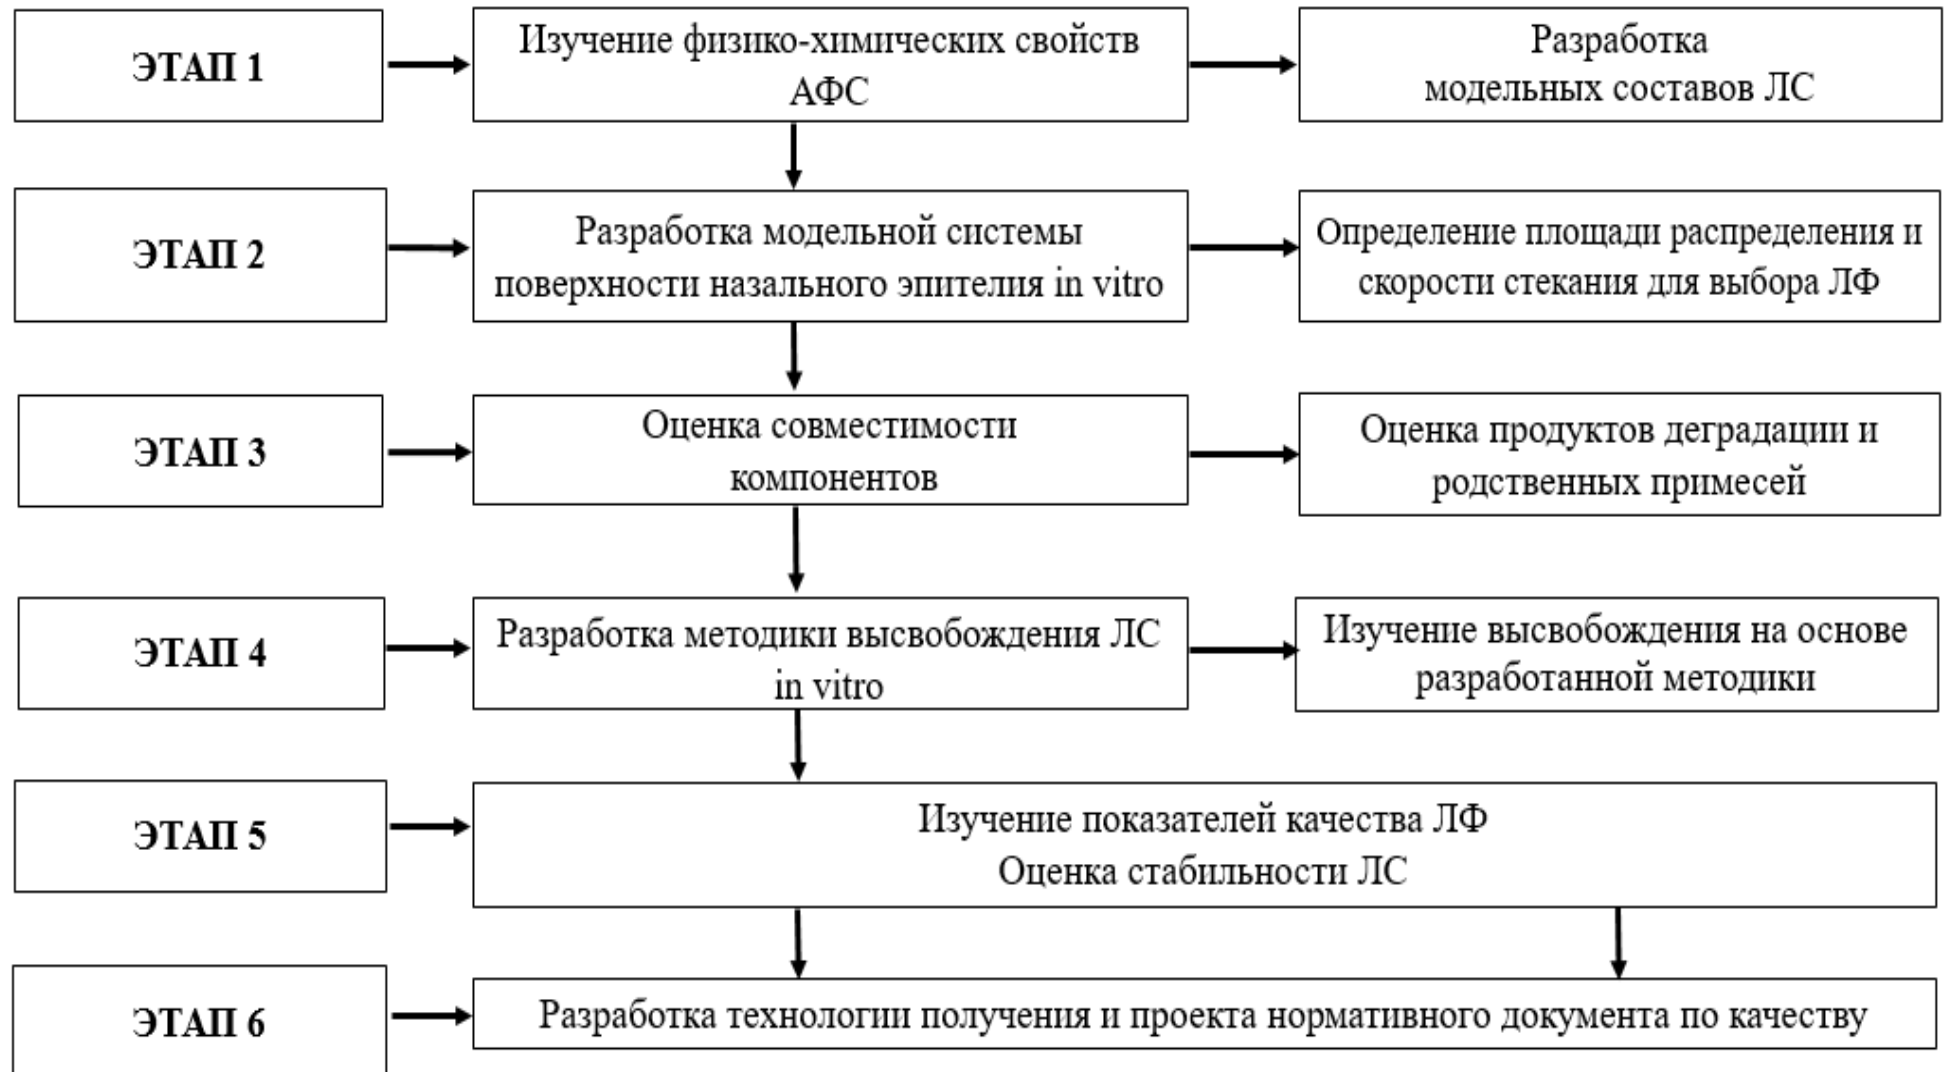 ЭТАП 1
Изучение физико-химических свойств
АФС
Разработка
модельных составов ЛС
ЭТАП 2
Разработка модельной системы
поверхности назального эпителия in vitro
Определение площади распределения и
скорости стекания для выбора ЛФ
ЭТАП 3
Оценка совместимости
компонентов
Оценка продуктов деградации и
родственных примесей
ЭТАП 4
Разработка методики высвобождения ЛС
in vitro
Изучение высвобождения на основе
разработанной методики
ЭТАП 5
Изучение показателей качества ЛФ
Оценка стабильности ЛС
ЭТАП 6
Разработка технологии получения и проекта нормативного документа по качеству